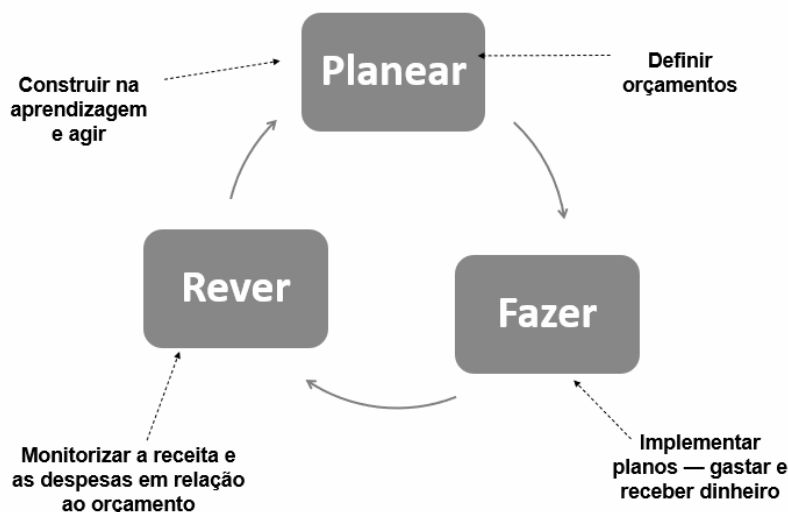 Planear
Definir
orçamentos
Construir na
aprendizagem
e agir
Rever
Fazer
Monitorizar a receita e
as despesas em relação
ao orçamento
Implementar
planos — gastar e
receber dinheiro